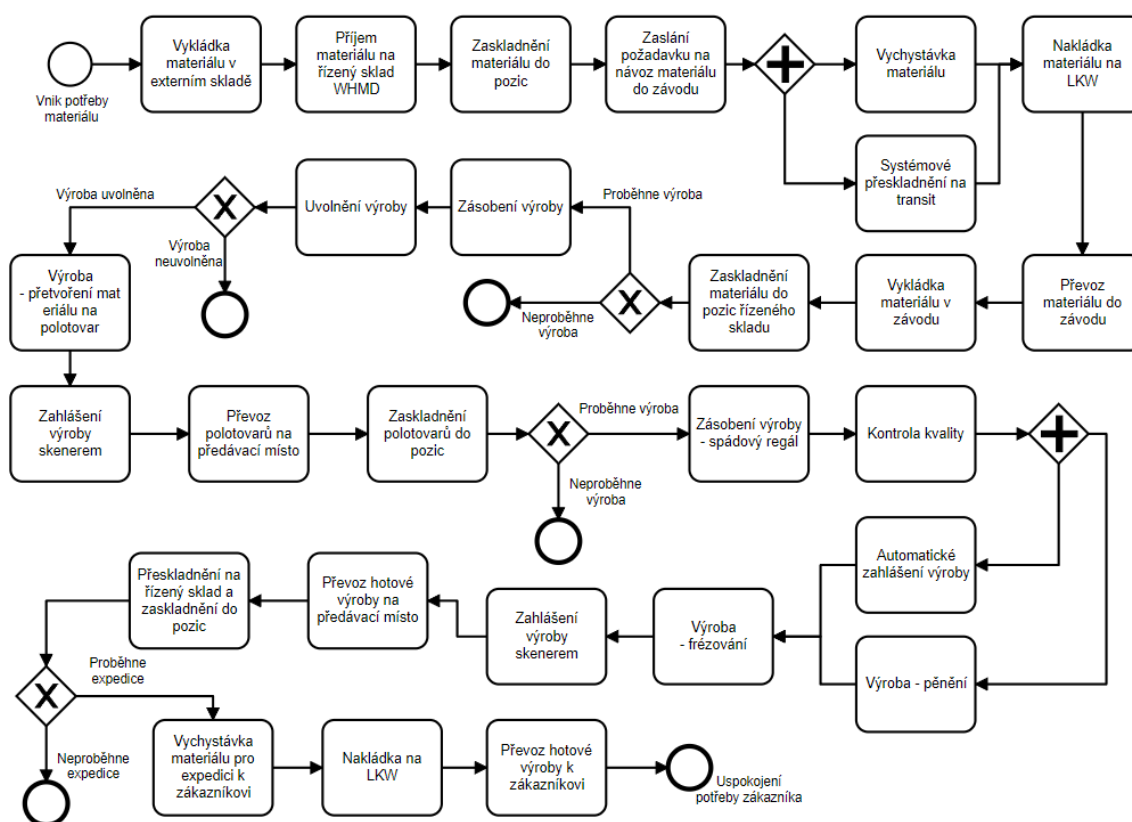 Vnik potřeby
materiálu
Vykládka
materiálu v
externím skladě
Příjem
materiálu na
řízený sklad
WHMD
Zaskladnění
materiálu do
pozic
Zaslání
požadavku na
návoz materiálu
do závodu
Vychystávka
materiálu
Nakládka
materiálu na
LKW
Systémové
přeskladnění na
transit
Výroba uvolněna
Výroba
neuvolněna
Uvolnění výroby
Zásobení výroby
Proběhne výroba
Neproběhne
výroba
Zaskladnění
materiálu do
pozic řízeného
skladu
Vykládka
materiálu v
závodu
Převoz
materiálu do
závodu
Výroba
- přetvoření mat
eriálu na
polotovar
Zahlášení
výroby
skenerem
Převoz
polotovarů na
předávací místo
Zaskladnění
polotovarů do
pozic
Proběhne výroba
Neproběhne
výroba
Zásobení výroby
- spádový regál
Kontrola kvality
Automatické
zahlášení výroby
Výroba - pěnění
Výroba
- frézování
Zahlášení
výroby
skenerem
Převoz hotové
výroby na
předávací místo
Přeskladnění na
řízený sklad a
zaskladnění do
pozic
Proběhne
expedice
Neproběhne
expedice
Vychystávka
materiálu pro
expedici k
zákazníkovi
Nakládka na
LKW
Převoz hotové
výroby k
zákazníkovi
Uspokojení
potřeby zákazníka